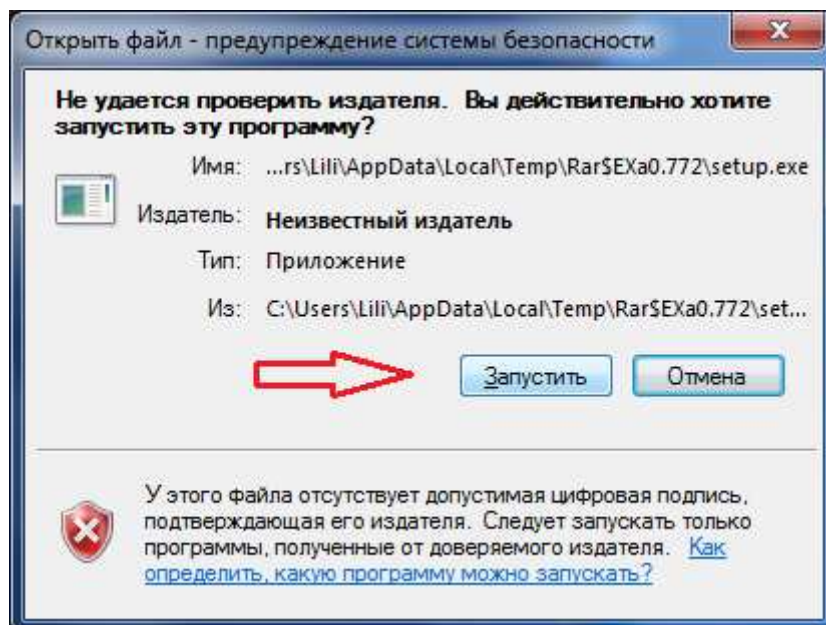 Открыть файл - предупреждение системы безопасности
Не удается проверить издателя. Вы действительно хотите
запустить эту программу?
Имя: ...rs\Lili\AppData\Local\Temp\Rar$EXa0.772\setup.exe
Издатель: Неизвестный издатель
Тип: Приложение
Из: C:\Users\Lili\AppData\Local\Temp\Rar$EXa0.772\set...
Запустить Отмена
У этого файла отсутствует допустимая цифровая подпись,
подтверждающая его издателя. Следует запускать только
программы, полученные от доверяемого издателя. Как
определить, какую программу можно запускать?